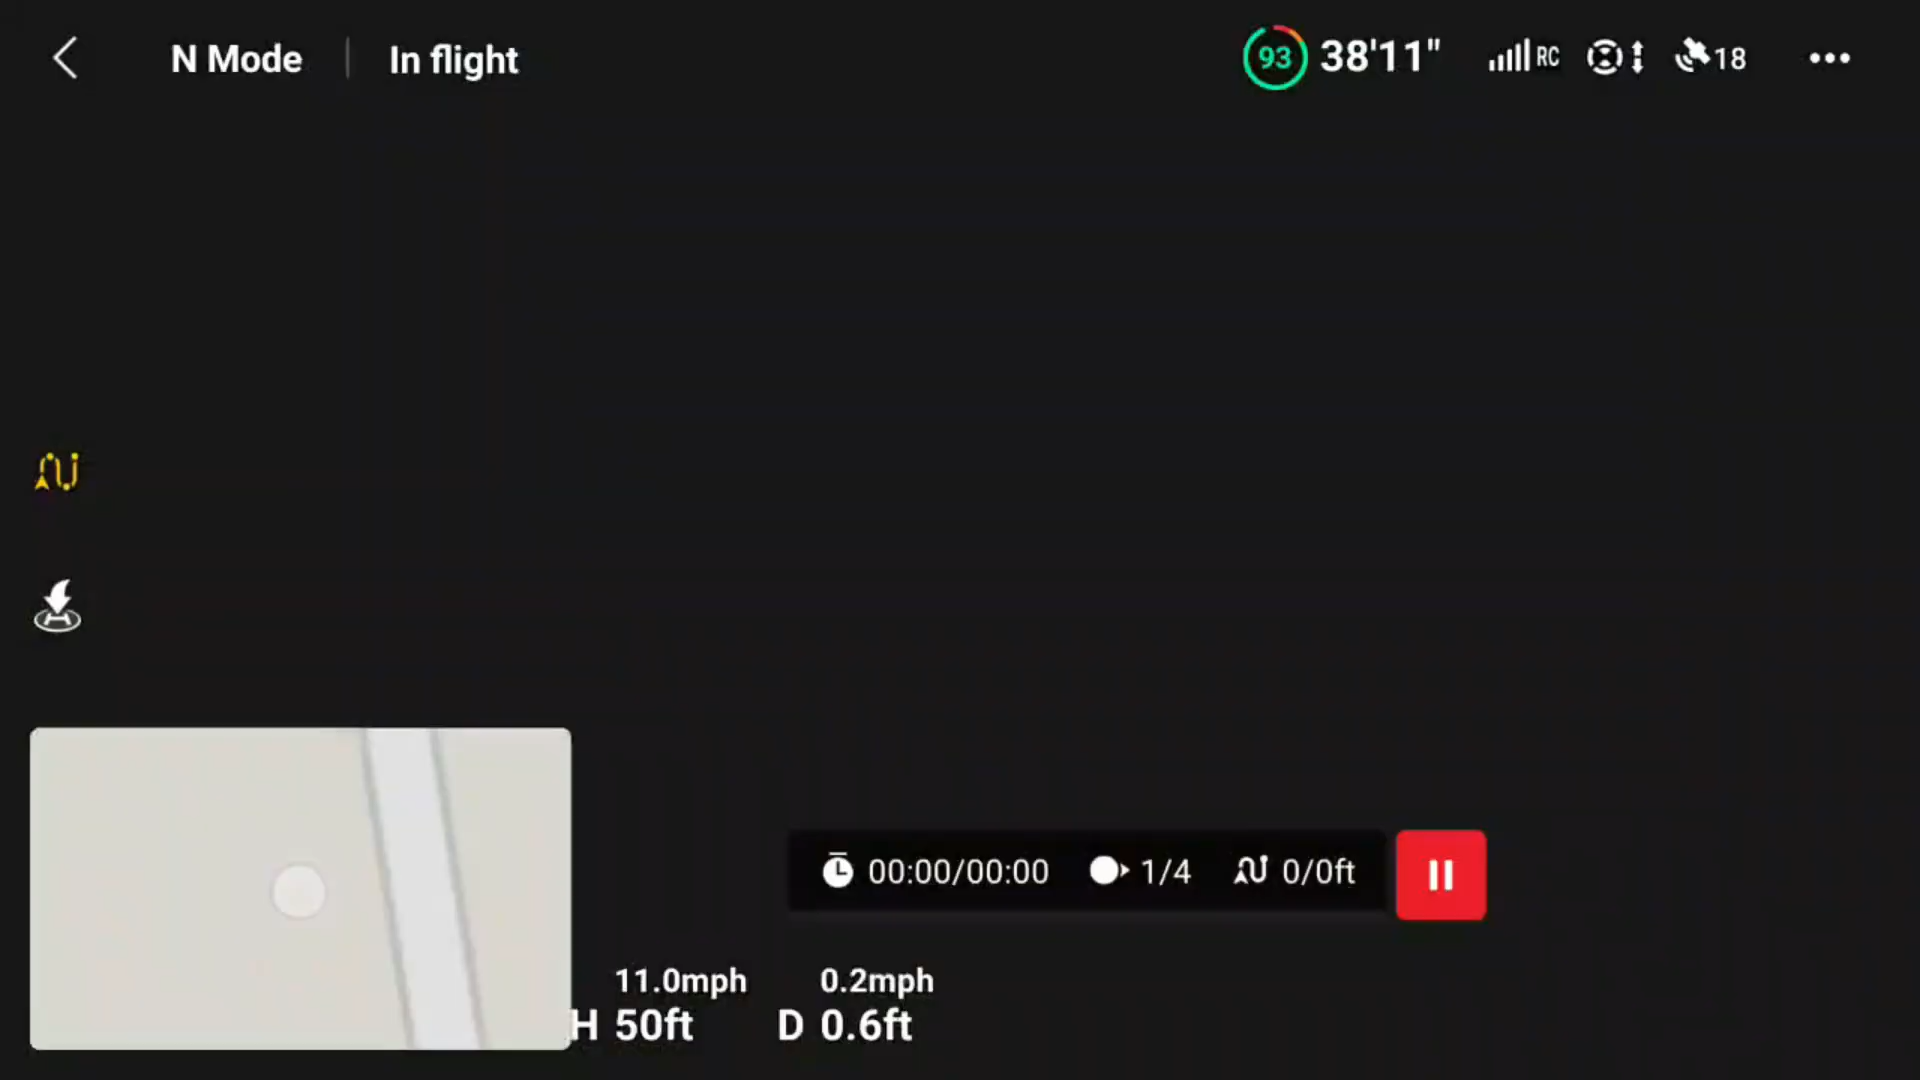 N Mode | In flight
93 38'11" RC 18
00:00/00:00 1/4 0/0ft
11.0mph 0.2mph
H 50ft D 0.6ft